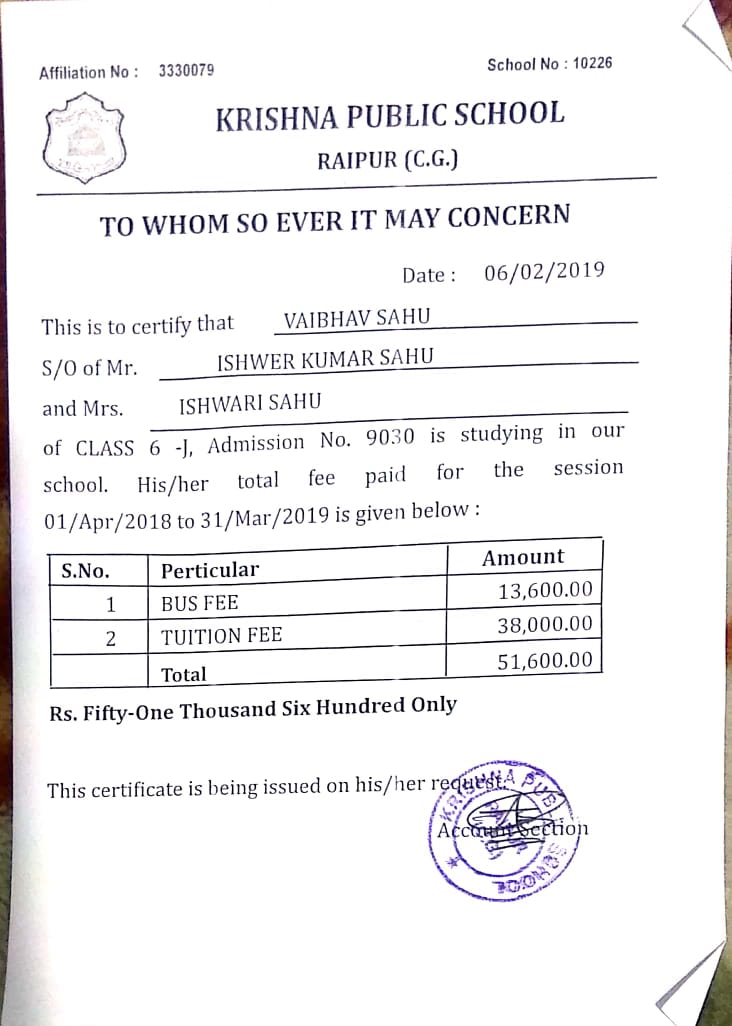 Affiliation No : 3330079
School No : 10226
KRISHNA PUBLIC SCHOOL
RAIPUR (C.G.)
TO WHOM SO EVER IT MAY CONCERN
Date : 06/02/2019
This is to certify that VAIBHAV SAHU
S/O of Mr. ISHWER KUMAR SAHU
and Mrs. ISHWARI SAHU
of CLASS 6 -J, Admission No. 9030 is studying in our
school. His/her total fee paid for the session
01/Apr/2018 to 31/Mar/2019 is given below :
S.No. Perticular Amount
1 BUS FEE 13,600.00
2 TUITION FEE 38,000.00
Total 51,600.00
Rs. Fifty-One Thousand Six Hundred Only
This certificate is being issued on his/her request.
Account Section
KRISHNA PUB SCHOOL